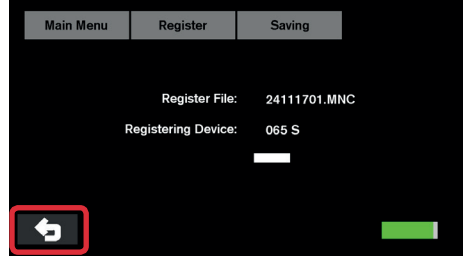 Main Menu Register Saving
Register File: 24111701.MNC
Registering Device: 065 S